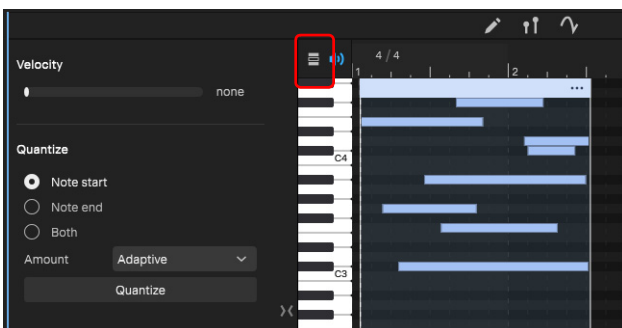 4 / 4
Velocity
1
2
none
Quantize
C4
Note start
Note end
Both
Amount
Adaptive
C3
Quantize